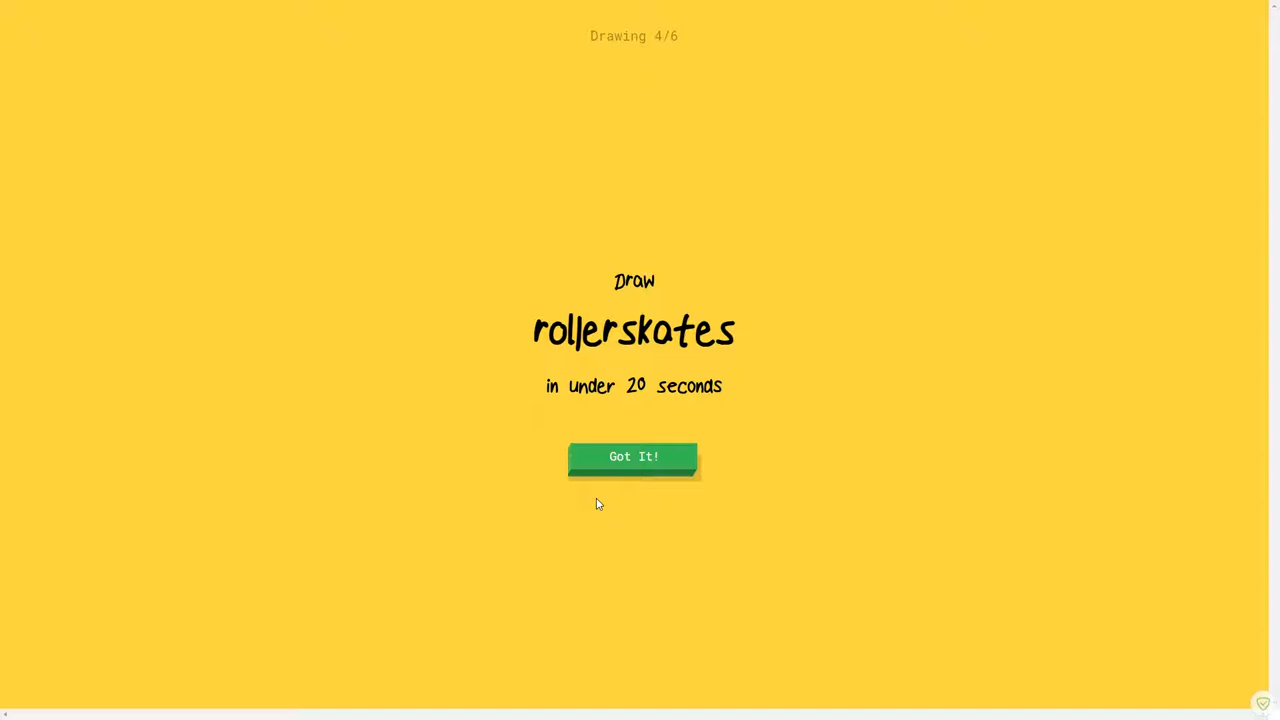 Drawing 4/6
Draw
rollerskates
in under 20 seconds
Got It!